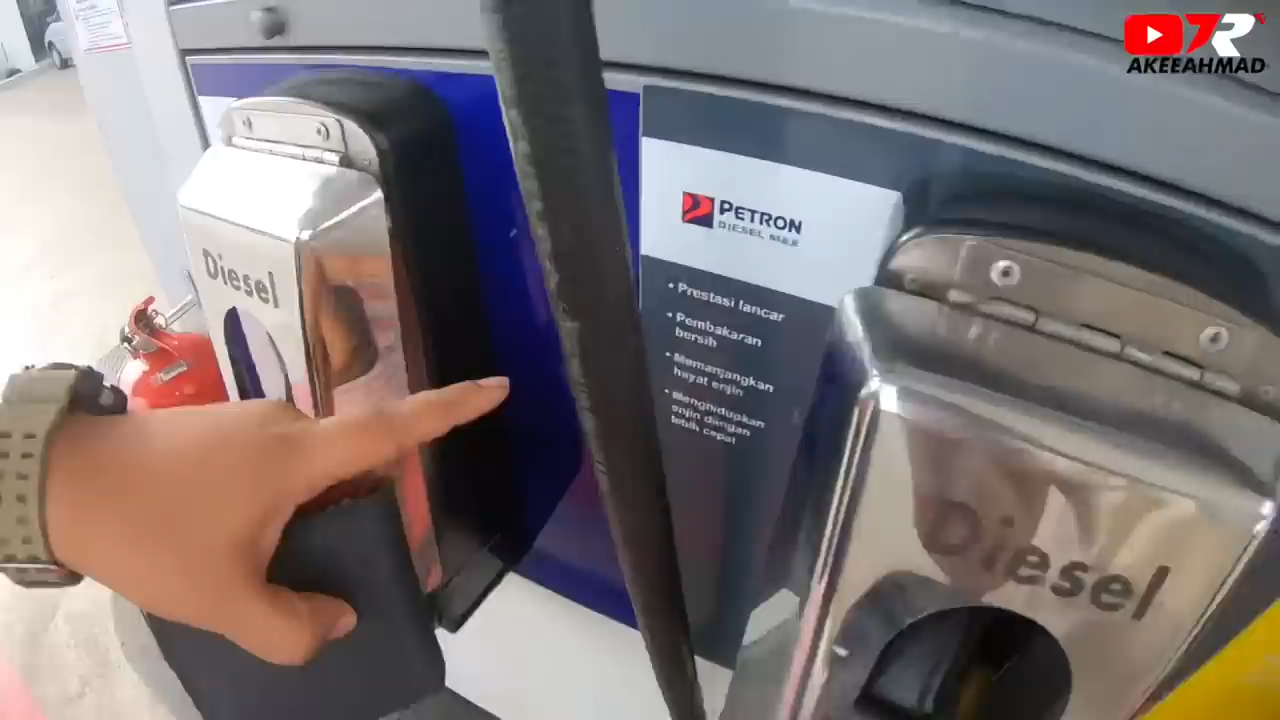 AKEEAHMAD
Diesel
PETRON
DIESEL MAX
• Prestasi lancar
• Pembakaran
bersih
• Memanjangkan
hayat enjin
• Menghidupkan
enjin dengan
lebih cepat
Diesel